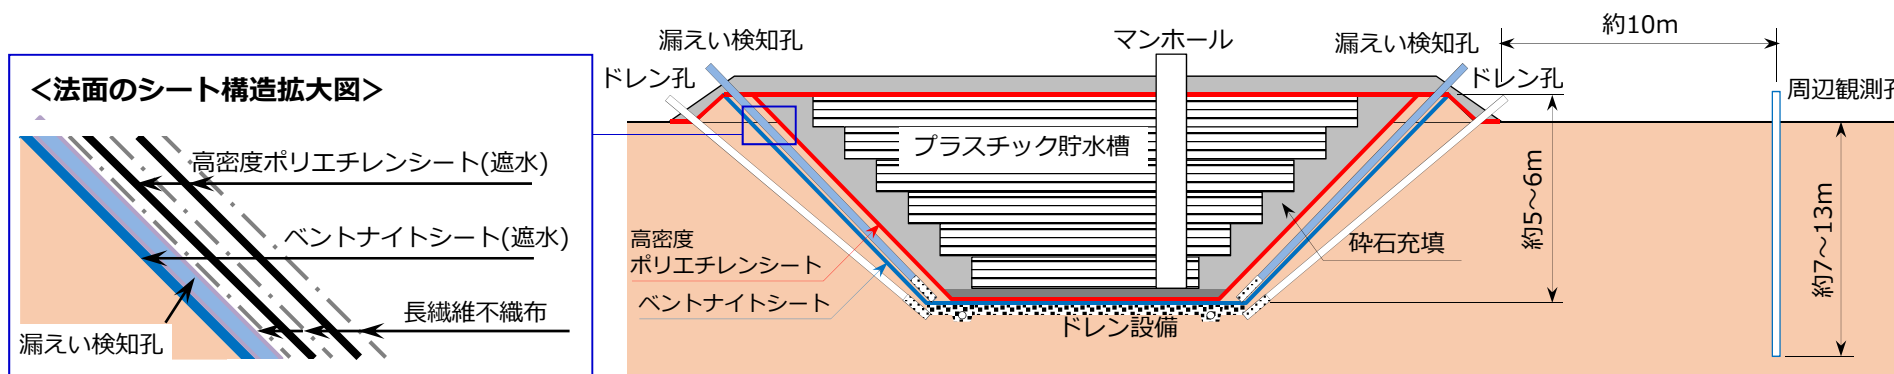 <法面のシート構造拡大図>
高密度ポリエチレンシート(遮水)
ベントナイトシート(遮水)
長繊維不織布
漏えい検知孔
漏えい検知孔
ドレン孔
マンホール
漏えい検知孔
ドレン孔
約10m
周辺観測孔
プラスチック貯水槽
高密度
ポリエチレンシート
ベントナイトシート
砕石充填
ドレン設備
約5~6m
約7~13m